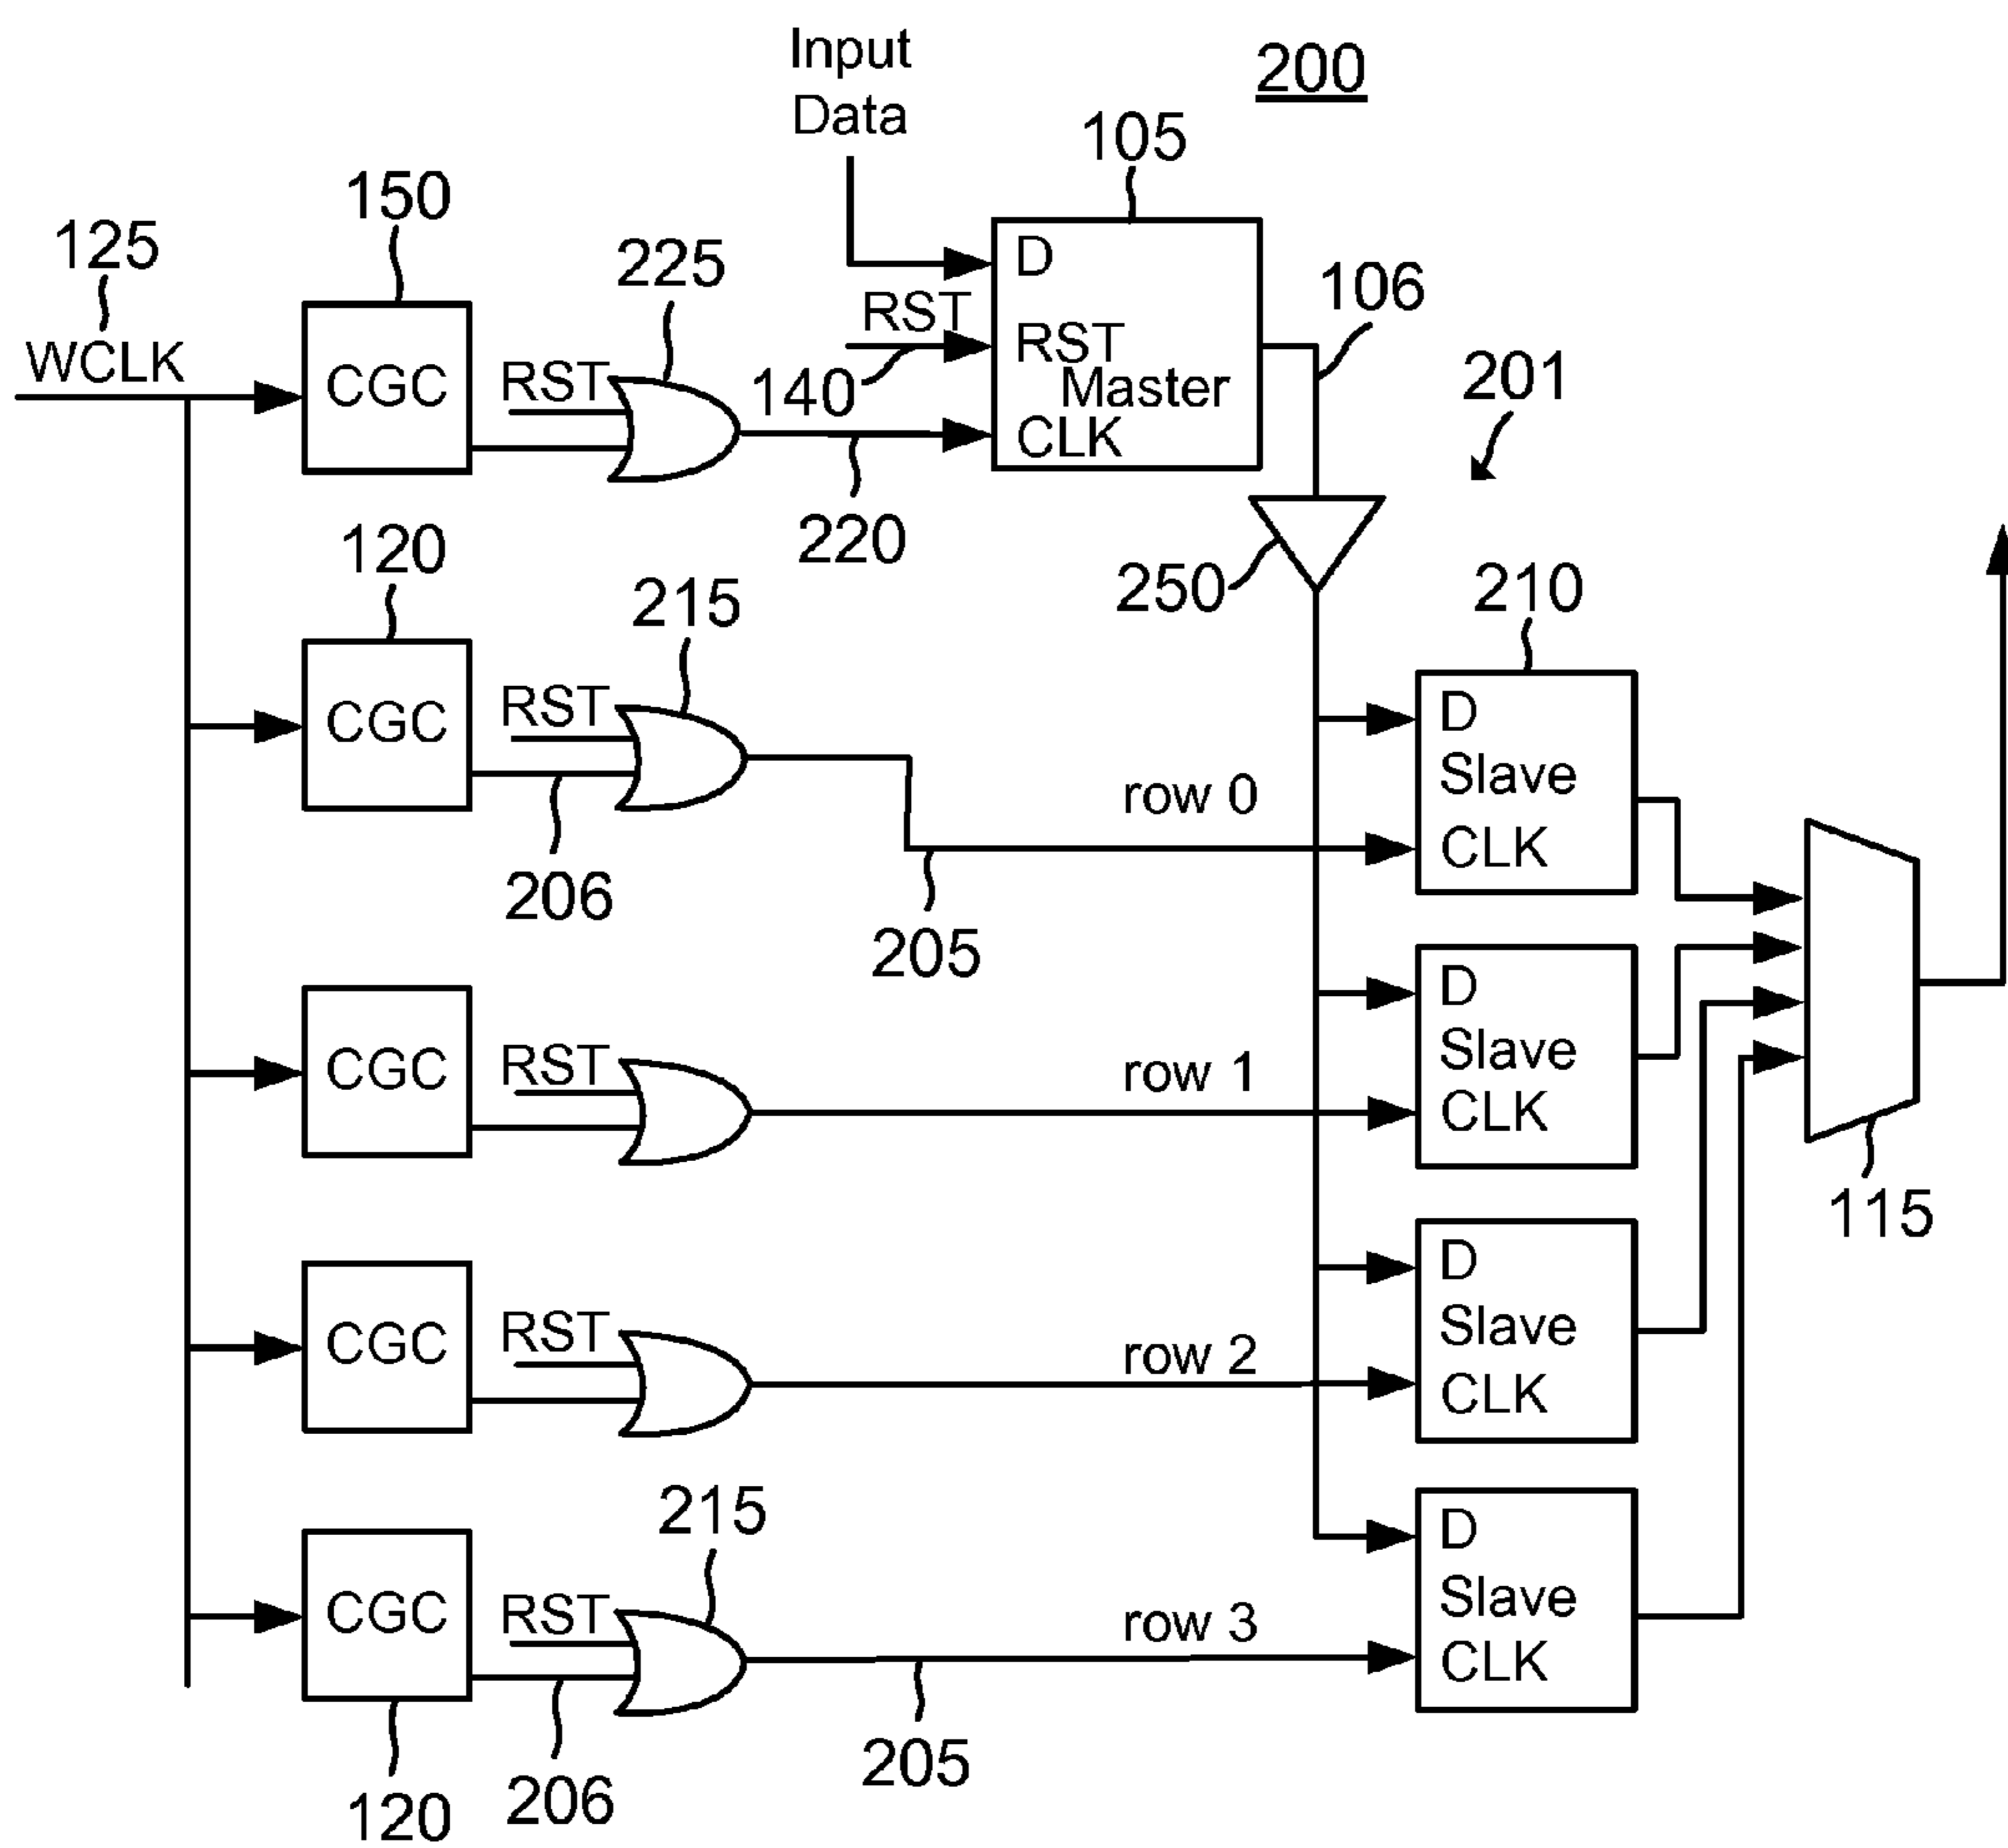 Input
Data
200
105
150
125
225
D
106
RST
RST
WCLK
CGC
RST
Master
201
140
CLK
220
120
250
210
215
D
RST
CGC
Slave
row 0
CLK
206
205
D
Slave
CGC
RST
row 1
CLK
115
D
Slave
CGC
RST
row 2
CLK
215
D
Slave
CGC
RST
row 3
CLK
205
206
120